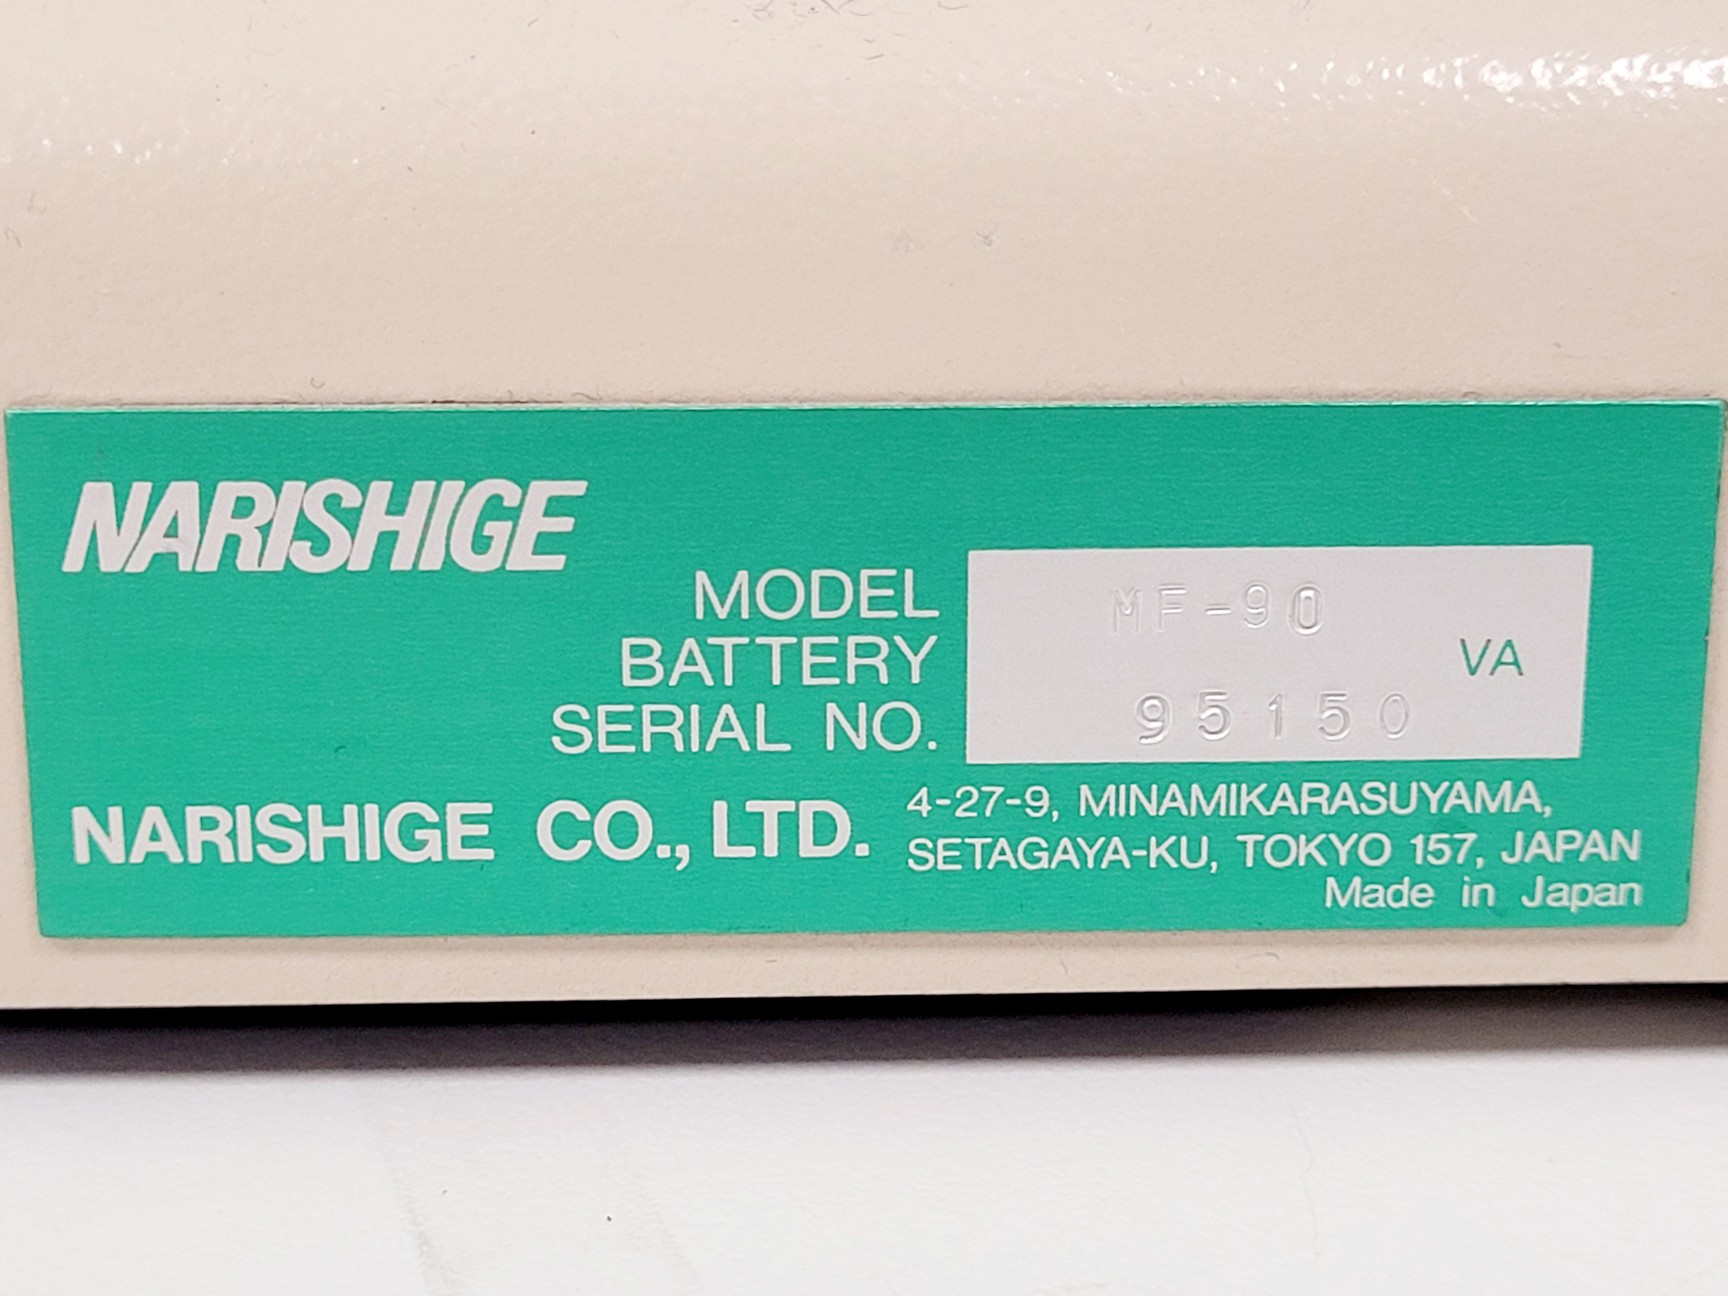 NARISHIGE
MODEL MF-90
BATTERY VA
SERIAL NO. 95150
NARISHIGE CO., LTD.
4-27-9, MINAMIKARASUYAMA,
SETAGAYA-KU, TOKYO 157, JAPAN
Made in Japan